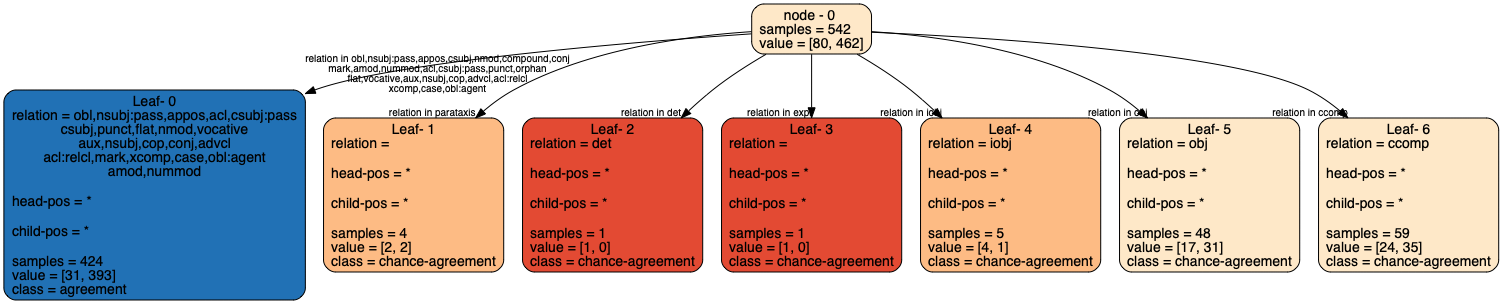 node - 0
samples = 542
value = [80, 462]
relation in obl,nsubj:pass,appos,csubj,nmod,compound,conj
mark,amod,nummod,acl,csubj:pass,punct,orphan
flat,vocative,aux,nsubj,cop,advcl,acl:relcl
xcomp,case,obl:agent
relation in parataxis
relation in det
relation in
relation in
relation in
relation in
Leaf- 0
relation = obl,nsubj:pass,appos,acl,csubj:pass
csubj,punct,flat,nmod,vocative
aux,nsubj,cop,conj,advcl
acl:relcl,mark,xcomp,case,obl:agent
amod,nummod
head-pos = *
child-pos = *
samples = 424
value = [31, 393]
class = agreement
Leaf- 1
relation =
head-pos = *
child-pos = *
samples = 4
value = [2, 2]
class = chance-agreement
Leaf- 2
relation = det
head-pos = *
child-pos = *
samples = 1
value = [1, 0]
class = chance-agreement
Leaf- 3
relation =
head-pos = *
child-pos = *
samples = 1
value = [1, 0]
class = chance-agreement
Leaf- 4
relation = iobj
head-pos = *
child-pos = *
samples = 5
value = [4, 1]
class = chance-agreement
Leaf- 5
relation = obj
head-pos = *
child-pos = *
samples = 48
value = [17, 31]
class = chance-agreement
Leaf- 6
relation = ccomp
head-pos = *
child-pos = *
samples = 59
value = [24, 35]
class = chance-agreement